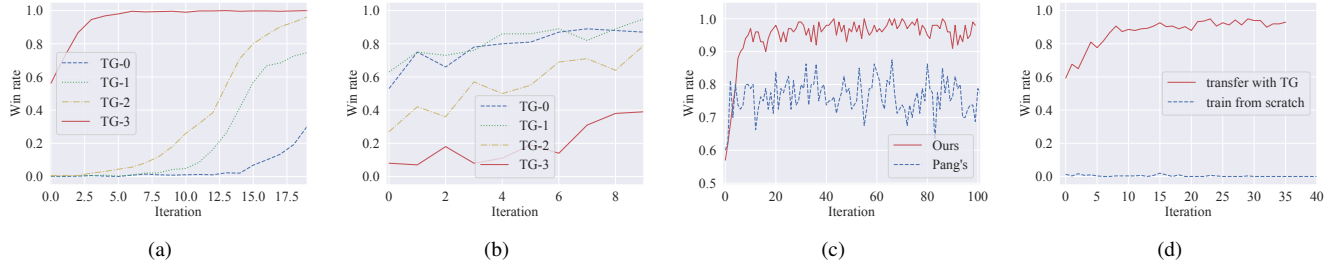 1.0
0.8
0.6
0.4
0.2
0.0
Win rate
TG-0
TG-1
TG-2
TG-3
0.0 2.5 5.0 7.5 10.0 12.5 15.0 17.5
Iteration
(a)
1.0
0.8
0.6
0.4
0.2
0.0
Win rate
TG-0
TG-1
TG-2
TG-3
0 2 4 6 8
Iteration
(b)
1.0
0.9
0.8
0.7
0.6
0.5
Win rate
Ours
Pang's
0 20 40 60 80 100
Iteration
(c)
1.0
0.8
0.6
0.4
0.2
0.0
Win rate
transfer with TG
train from scratch
0 5 10 15 20 25 30 35 40
Iteration
(d)